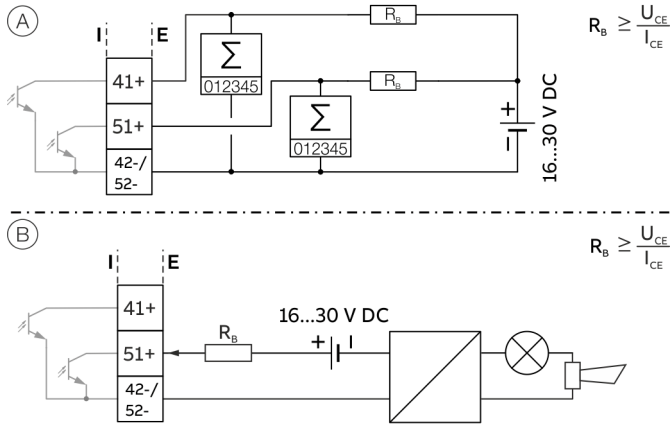 A
I E
R_B
R_B ≥ U_CE / I_CE
41+
Σ
012345
R_B
51+
Σ
012345
+
−
16...30 V DC
42-/
52-
B
R_B ≥ U_CE / I_CE
I E
41+
16...30 V DC
R_B
+ −
51+
42-/
52-